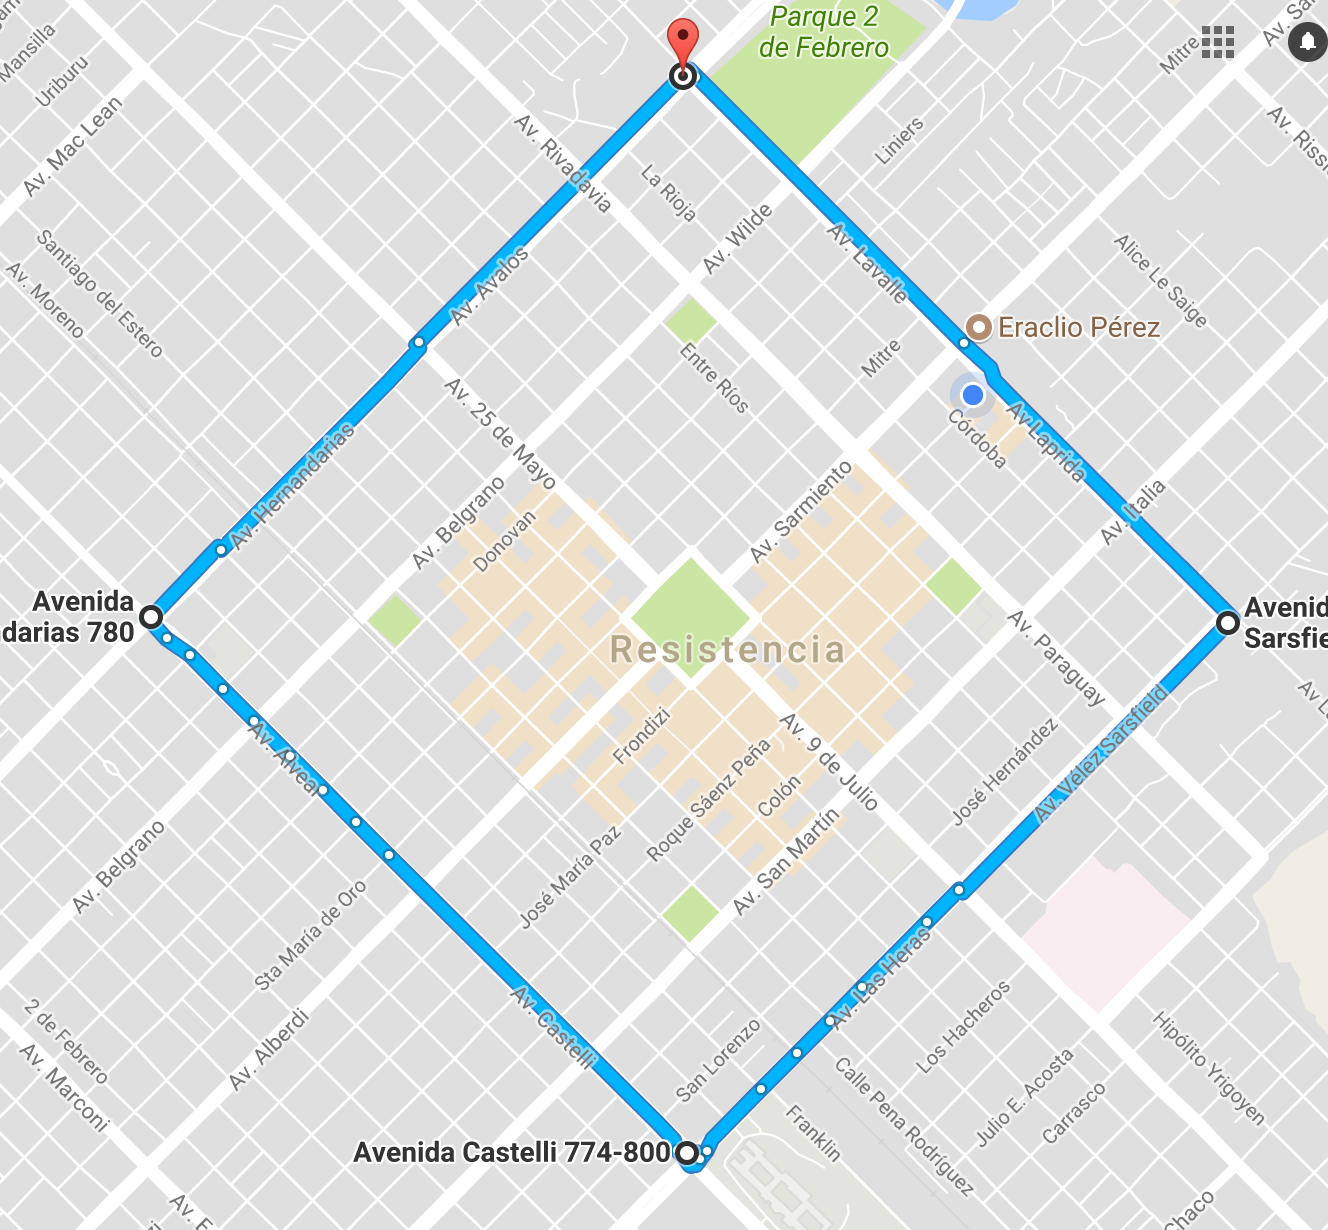 Parque 2
de Febrero
Mansilla
Uriburu
Av. Mac Lean
Mitre
Av. Rivadavia
La Rioja
Liniers
Av. Wilde
Av. Lavalle
Alice Le Saige
Santiago del Estero
Av. Moreno
Av. Avalos
Eraclio Pérez
Entre Ríos
Mitre
Av. 25 de Mayo
Av. Hernandarias
Córdoba
Av Laprida
Av. Belgrano
Donovan
Av. Sarmiento
Av. Italia
Avenida
darias 780
Resistencia
Av. Paraguay
Sarsfie
Av. Alvear
Frondizi
Av. 9 de Julio
Roque Sáenz Peña
Colón
José Hernández
Av. Vélez Sarsfield
Av. Belgrano
Sta María de Oro
José María Paz
Av. San Martín
Av. Las Heras
2 de Febrero
Av. Marconi
Av. Alberdi
Av. Castelli
San Lorenzo
Los Hacheros
Julio E. Acosta
Carrasco
Hipólito Yrigoyen
Calle Pena Rodríguez
Franklin
Avenida Castelli 774-800
Av. E
Chaco